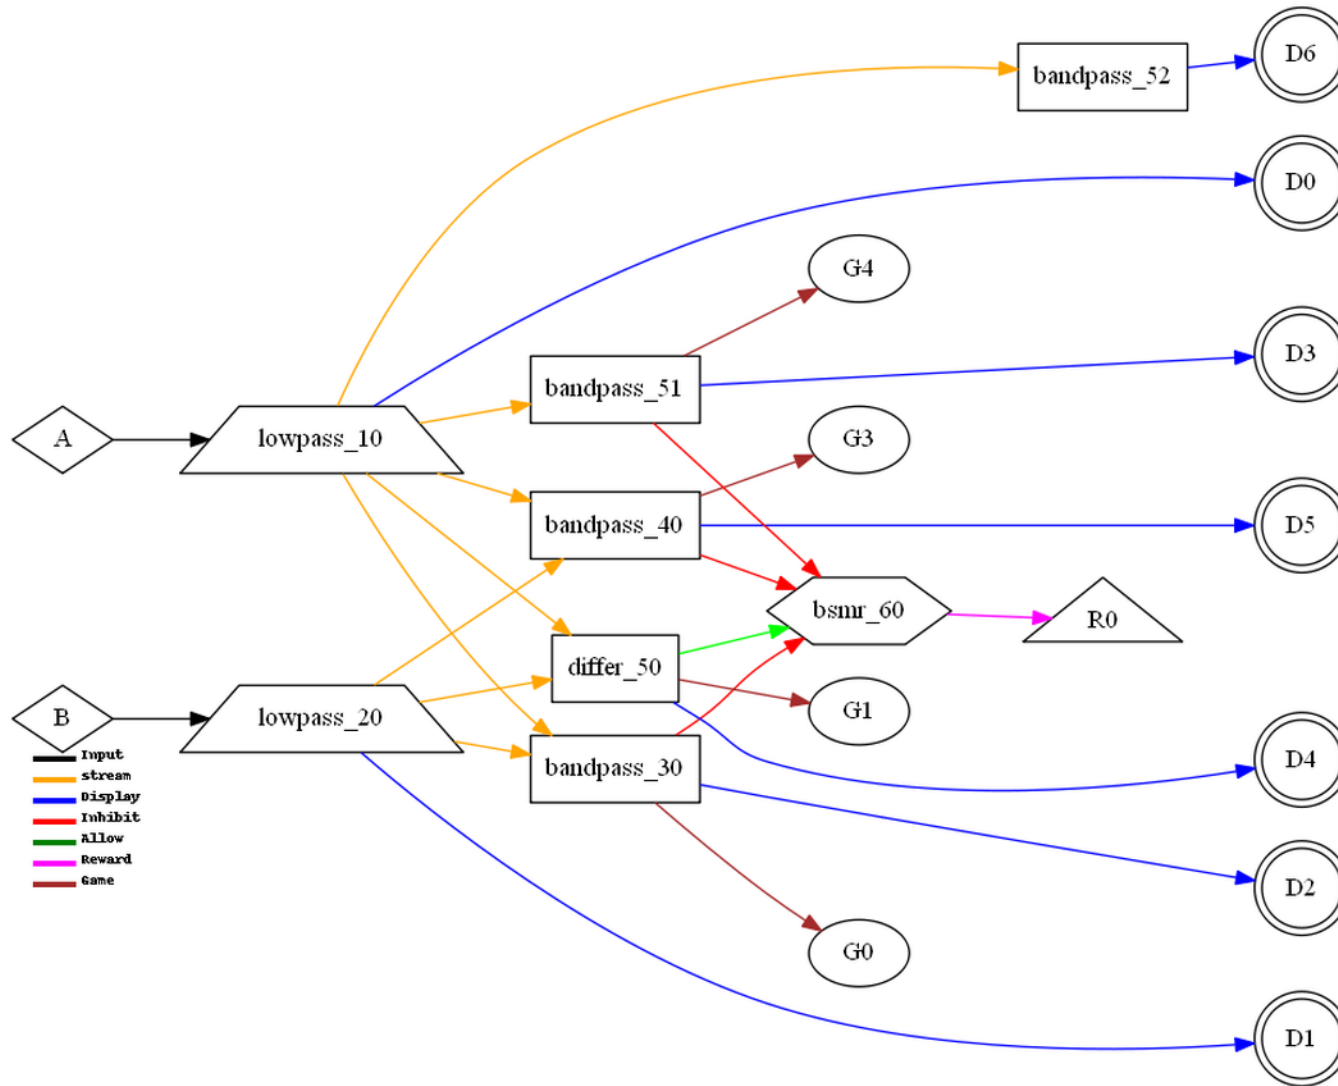 D6
bandpass_52
D0
G4
D3
bandpass_51
A
lowpass_10
G3
bandpass_40
D5
bsmr_60
R0
differ_50
B
lowpass_20
G1
bandpass_30
D4
Input
stream
Display
Inhibit
Allow
Reward
Game
D2
G0
D1